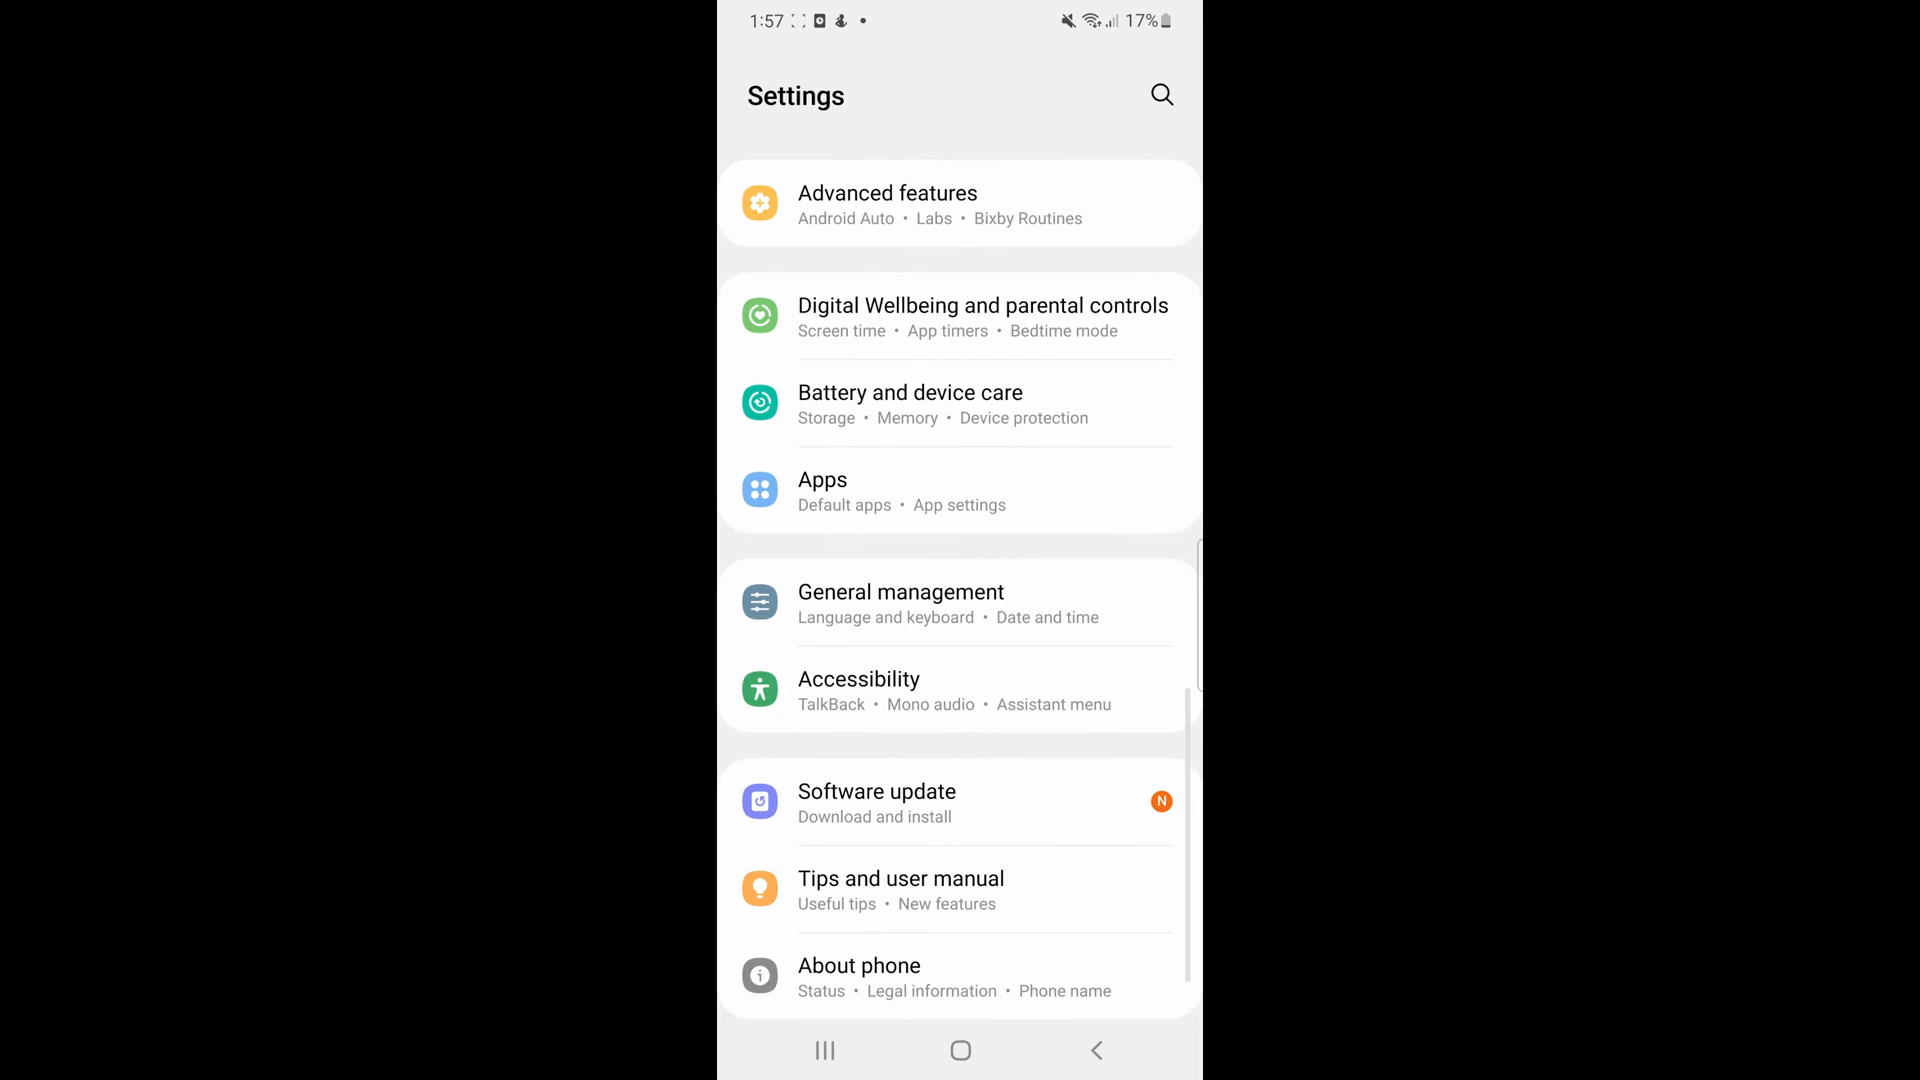 1:57 17%
Settings
Advanced features
Android Auto • Labs • Bixby Routines
Digital Wellbeing and parental controls
Screen time • App timers • Bedtime mode
Battery and device care
Storage • Memory • Device protection
Apps
Default apps • App settings
General management
Language and keyboard • Date and time
Accessibility
TalkBack • Mono audio • Assistant menu
Software update
N
Download and install
Tips and user manual
Useful tips • New features
About phone
Status • Legal information • Phone name